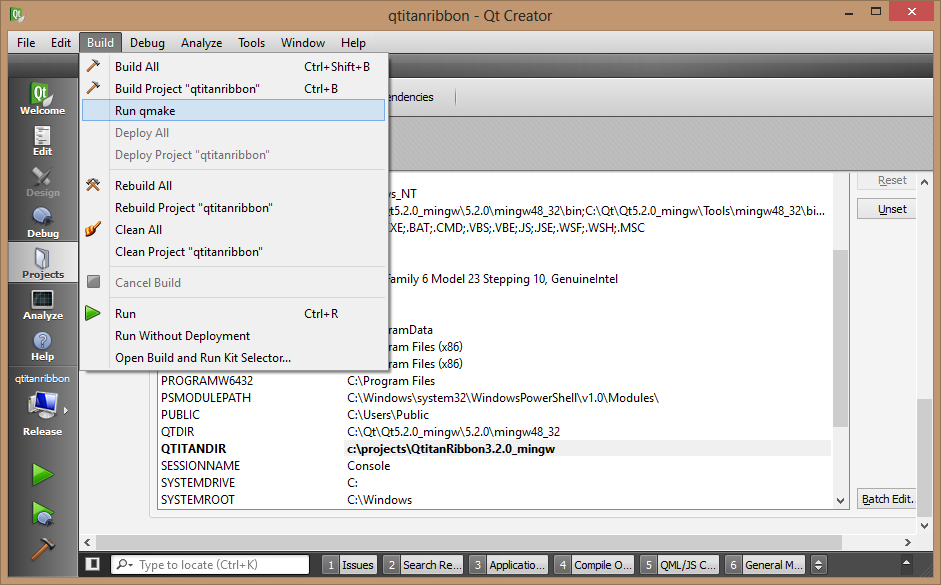 qtitanribbon - Qt Creator
File Edit Build Debug Analyze Tools Window Help
Build All Ctrl+Shift+B
Build Project "qtitanribbon" Ctrl+B
Run qmake
Deploy All
Deploy Project "qtitanribbon"
Rebuild All
Rebuild Project "qtitanribbon"
Clean All
Clean Project "qtitanribbon"
Cancel Build
Run Ctrl+R
Run Without Deployment
Open Build and Run Kit Selector...
Welcome
Edit
Design
Debug
Projects
Analyze
Help
qtitanribbon
Release
endencies
s_NT
t5.2.0_mingw\5.2.0\mingw48_32\bin;C:\Qt\Qt5.2.0_mingw\Tools\mingw48_32\bi...
XE;.BAT;.CMD;.VBS;.VBE;.JS;.JSE;.WSF;.WSH;.MSC
amily 6 Model 23 Stepping 10, GenuineIntel
ramData
ram Files (x86)
ram Files (x86)
PROGRAMW6432 C:\Program Files
PSMODULEPATH C:\Windows\system32\WindowsPowerShell\v1.0\Modules\
PUBLIC C:\Users\Public
QTDIR C:\Qt\Qt5.2.0_mingw\5.2.0\mingw48_32
QTITANDIR c:\projects\QtitanRibbon3.2.0_mingw
SESSIONNAME Console
SYSTEMDRIVE C:
SYSTEMROOT C:\Windows
Reset
Unset
Batch Edit.
Type to locate (Ctrl+K)
1 Issues
2 Search Re...
3 Applicatio...
4 Compile O...
5 QML/JS C...
6 General M...